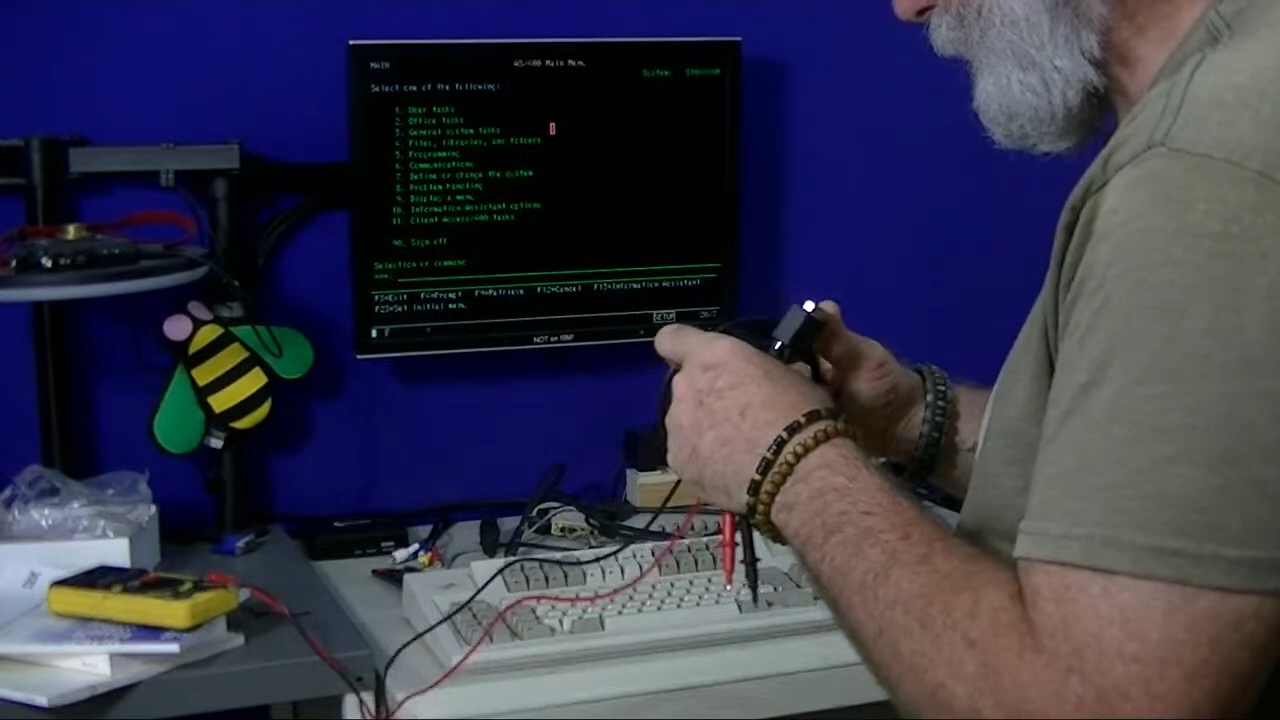 MAIN AS/400 Main Menu
System:
Select one of the following:
1. User tasks
2. Office tasks
3. General system tasks
4. Files, libraries, and folders
5. Programming
6. Communications
7. Define or change the system
8. Problem handling
9. Display a menu
10. Information Assistant options
11. Client Access/400 tasks
90. Sign off
Selection or command
===>
F3=Exit F4=Prompt F9=Retrieve F12=Cancel F13=Information Assistant
F23=Set initial menu
SETUP
NOT an IBM!